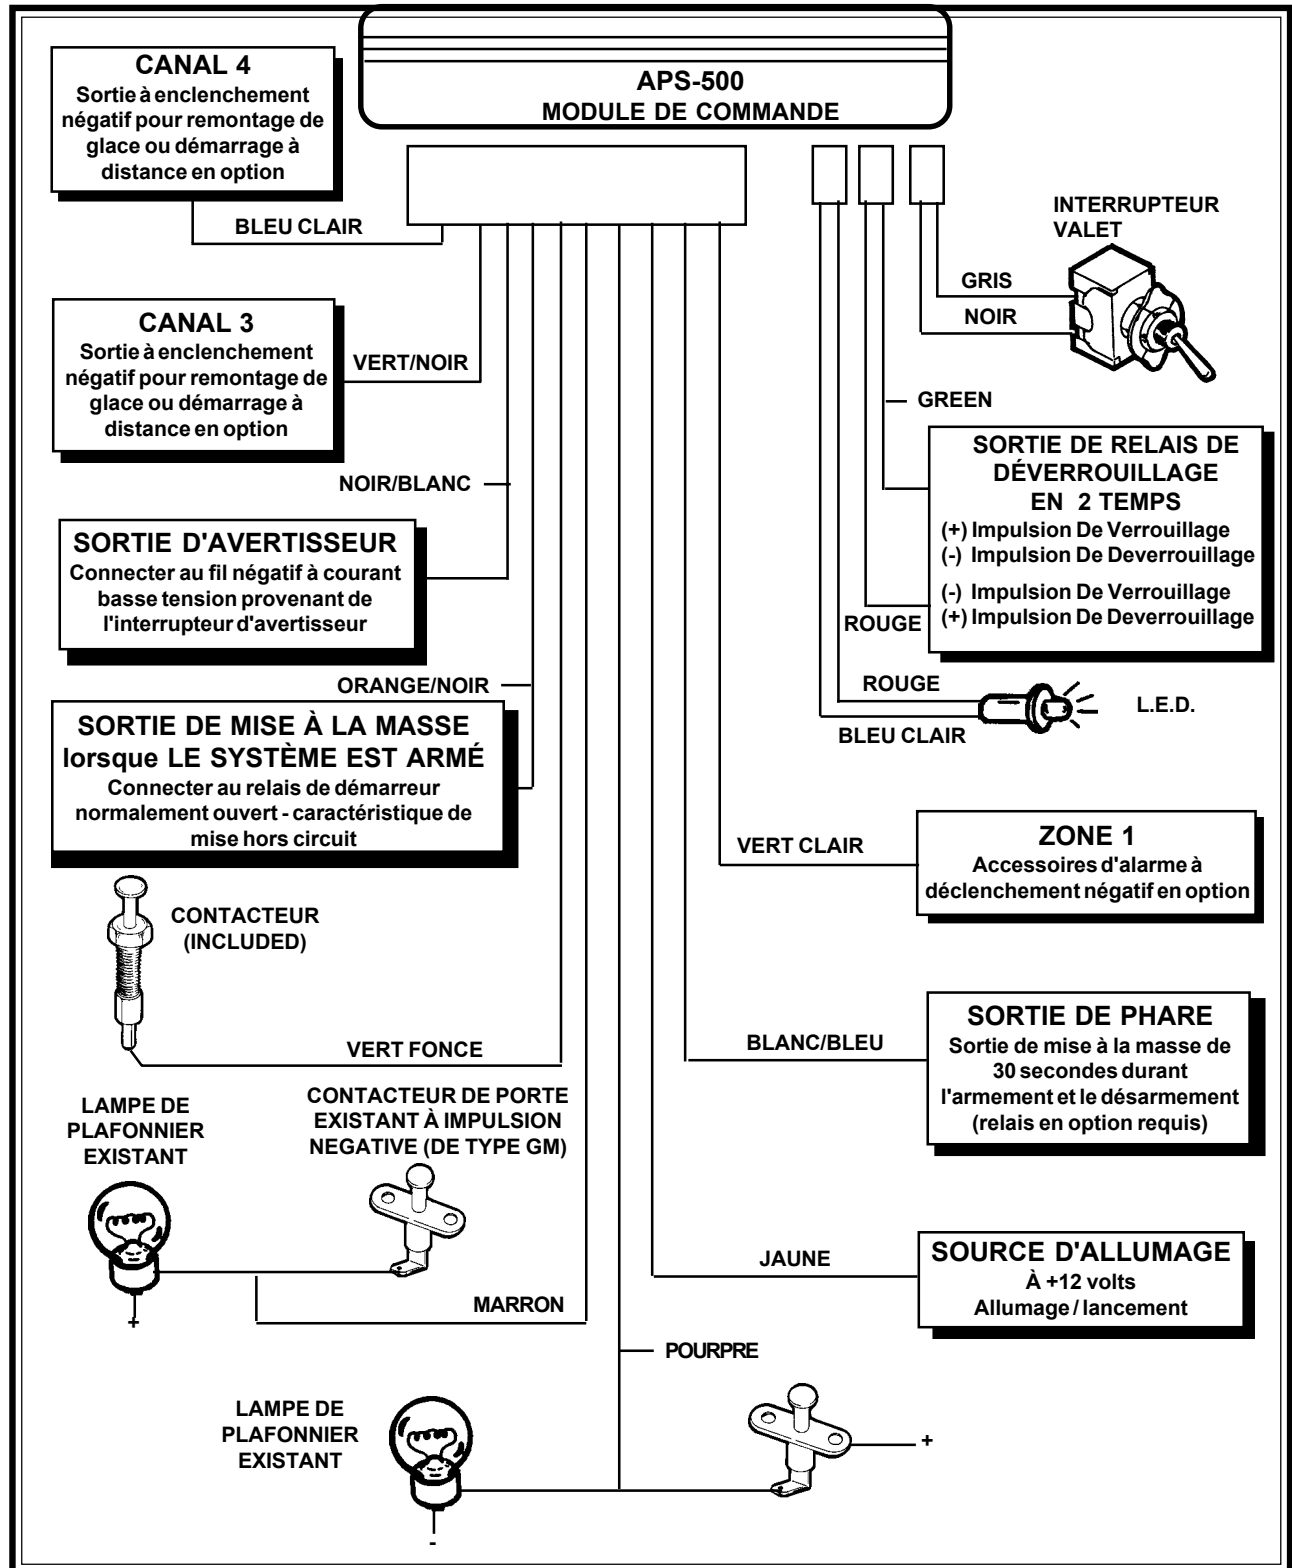 APS-500
MODULE DE COMMANDE
CANAL 4
Sortie à enclenchement
négatif pour remontage de
glace ou démarrage à
distance en option
BLEU CLAIR
INTERRUPTEUR
VALET
GRIS
NOIR
CANAL 3
Sortie à enclenchement
négatif pour remontage de
glace ou démarrage à
distance en option
VERT/NOIR
GREEN
NOIR/BLANC
SORTIE DE RELAIS DE
DÉVERROUILLAGE
EN 2 TEMPS
(+) Impulsion De Verrouillage
(-) Impulsion De Deverrouillage
(-) Impulsion De Verrouillage
(+) Impulsion De Deverrouillage
ROUGE
SORTIE D'AVERTISSEUR
Connecter au fil négatif à courant
basse tension provenant de
l'interrupteur d'avertisseur
ORANGE/NOIR
ROUGE
BLEU CLAIR
L.E.D.
SORTIE DE MISE À LA MASSE
lorsque LE SYSTÈME EST ARMÉ
Connecter au relais de démarreur
normalement ouvert - caractéristique de
mise hors circuit
VERT CLAIR
ZONE 1
Accessoires d'alarme à
déclenchement négatif en option
CONTACTEUR
(INCLUDED)
VERT FONCE
BLANC/BLEU
SORTIE DE PHARE
Sortie de mise à la masse de
30 secondes durant
l'armement et le désarmement
(relais en option requis)
LAMPE DE
PLAFONNIER
EXISTANT
CONTACTEUR DE PORTE
EXISTANT À IMPULSION
NEGATIVE (DE TYPE GM)
+
MARRON
JAUNE
SOURCE D'ALLUMAGE
À +12 volts
Allumage / lancement
POURPRE
LAMPE DE
PLAFONNIER
EXISTANT
+
-